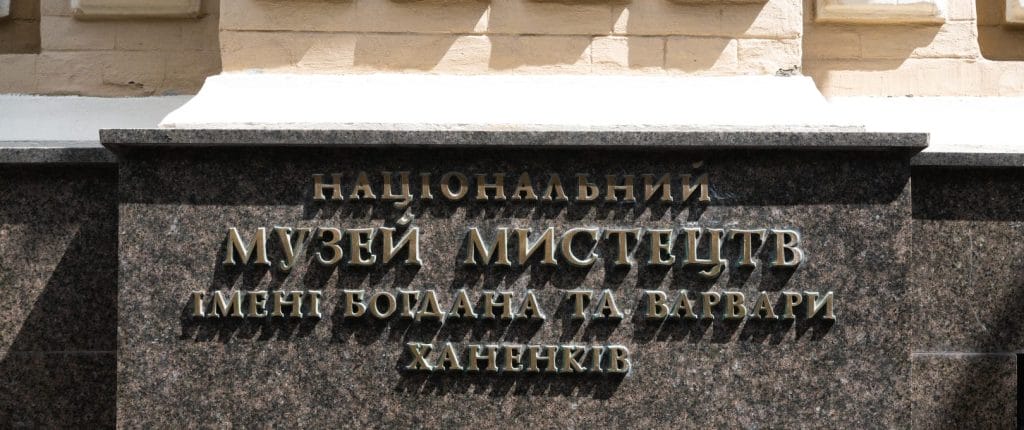 НАЦІОНАЛЬНИЙ
МУЗЕЙ МИСТЕЦТВ
ІМЕНІ БОГДАНА ТА ВАРВАРИ
ХАНЕНКІВ